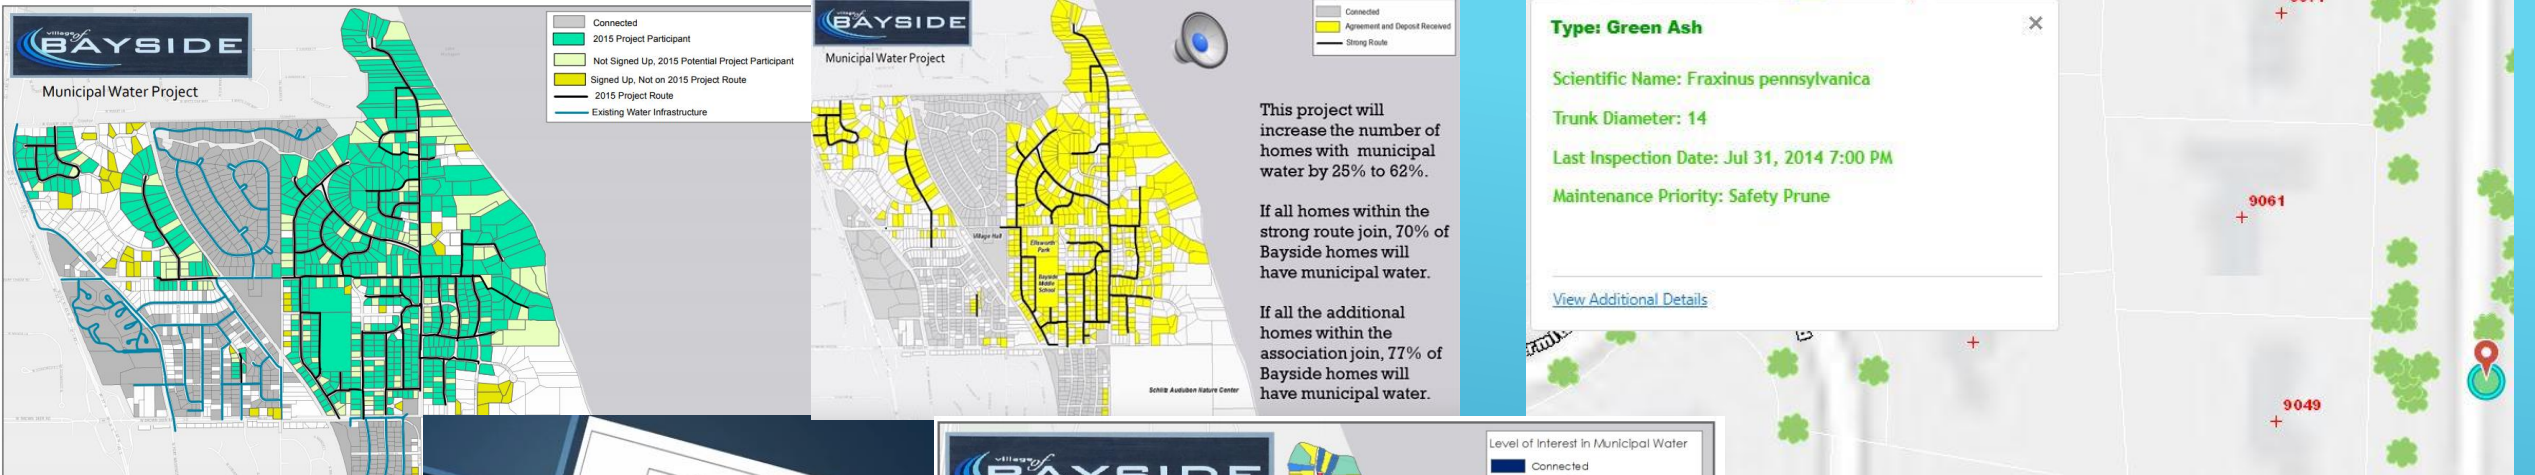 village of
BAYSIDE
Municipal Water Project
Connected
2015 Project Participant
Not Signed Up, 2015 Potential Project Participant
Signed Up, Not on 2015 Project Route
2015 Project Route
Existing Water Infrastructure
village of
BAYSIDE
Municipal Water Project
Connected
Agreement and Deposit Received
Strong Route
Village Hall
Ellsworth
Park
Bayside
Middle
School
Schlitz Audubon Nature Center
This project will
increase the number of
homes with municipal
water by 25% to 62%.
If all homes within the
strong route join, 70% of
Bayside homes will
have municipal water.
If all the additional
homes within the
association join, 77% of
Bayside homes will
have municipal water.
Type: Green Ash
×
Scientific Name: Fraxinus pennsylvanica
Trunk Diameter: 14
Last Inspection Date: Jul 31, 2014 7:00 PM
Maintenance Priority: Safety Prune
View Additional Details
9061
9049
village of
BAYSIDE
Level of Interest in Municipal Water
Connected